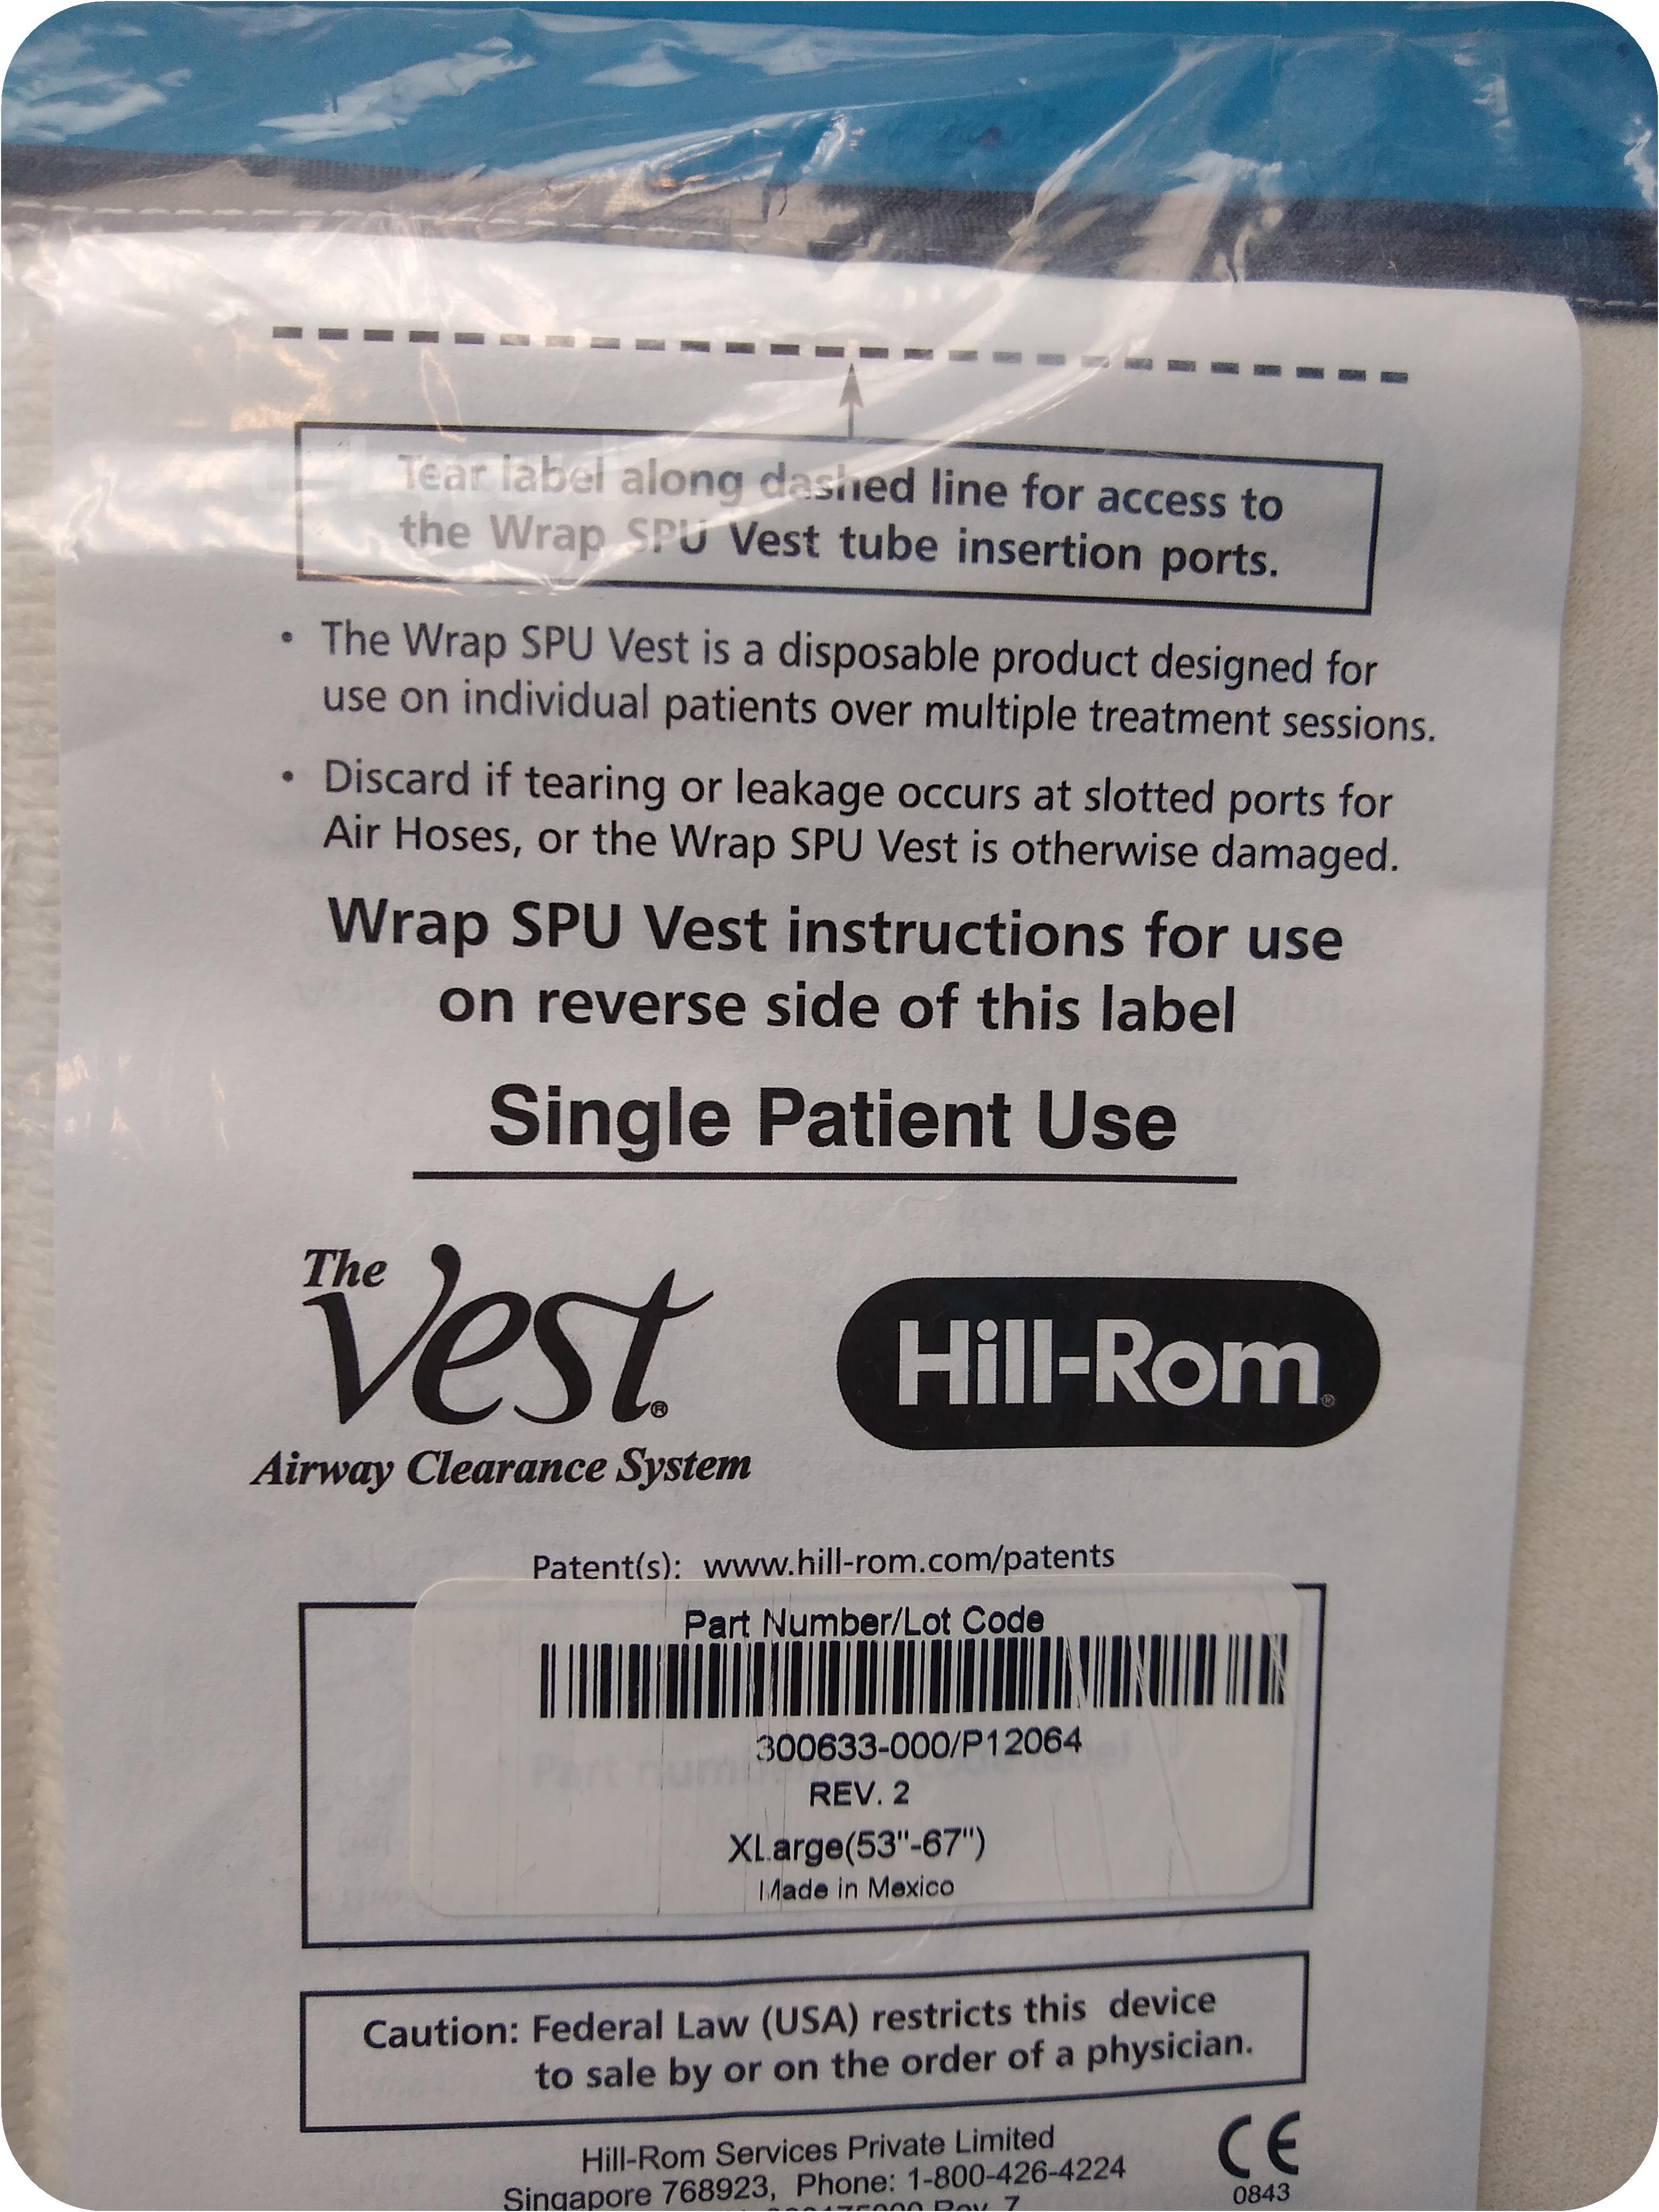 Tear label along dashed line for access to
the Wrap SPU Vest tube insertion ports.
• The Wrap SPU Vest is a disposable product designed for
use on individual patients over multiple treatment sessions.
• Discard if tearing or leakage occurs at slotted ports for
Air Hoses, or the Wrap SPU Vest is otherwise damaged.
Wrap SPU Vest instructions for use
on reverse side of this label
Single Patient Use
The Vest®
Airway Clearance System
Hill-Rom®
Patent(s): www.hill-rom.com/patents
Part Number/Lot Code
300633-000/P12064
REV. 2
XLarge(53"-67")
Made in Mexico
Caution: Federal Law (USA) restricts this device
to sale by or on the order of a physician.
Hill-Rom Services Private Limited
Singapore 768923, Phone: 1-800-426-4224
Rev. 7
CE
0843